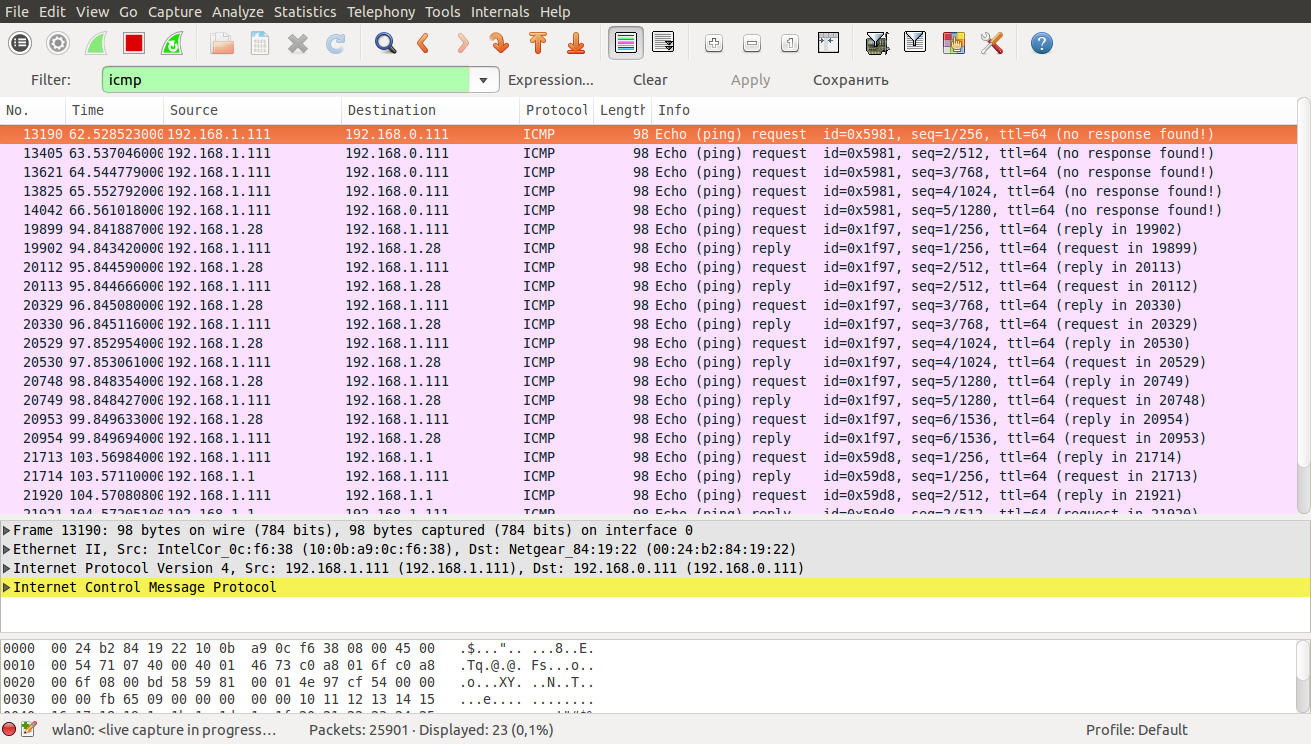 File Edit View Go Capture Analyze Statistics Telephony Tools Internals Help
Filter: icmp Expression... Clear Apply Сохранить
No. Time Source Destination Protocol Length Info
13190 62.528523000 192.168.1.111 192.168.0.111 ICMP 98 Echo (ping) request id=0x5981, seq=1/256, ttl=64 (no response found!)
13405 63.537046000 192.168.1.111 192.168.0.111 ICMP 98 Echo (ping) request id=0x5981, seq=2/512, ttl=64 (no response found!)
13621 64.544779000 192.168.1.111 192.168.0.111 ICMP 98 Echo (ping) request id=0x5981, seq=3/768, ttl=64 (no response found!)
13825 65.552792000 192.168.1.111 192.168.0.111 ICMP 98 Echo (ping) request id=0x5981, seq=4/1024, ttl=64 (no response found!)
14042 66.561018000 192.168.1.111 192.168.0.111 ICMP 98 Echo (ping) request id=0x5981, seq=5/1280, ttl=64 (no response found!)
19899 94.841887000 192.168.1.28 192.168.1.111 ICMP 98 Echo (ping) request id=0x1f97, seq=1/256, ttl=64 (reply in 19902)
19902 94.843420000 192.168.1.111 192.168.1.28 ICMP 98 Echo (ping) reply id=0x1f97, seq=1/256, ttl=64 (request in 19899)
20112 95.844590000 192.168.1.28 192.168.1.111 ICMP 98 Echo (ping) request id=0x1f97, seq=2/512, ttl=64 (reply in 20113)
20113 95.844666000 192.168.1.111 192.168.1.28 ICMP 98 Echo (ping) reply id=0x1f97, seq=2/512, ttl=64 (request in 20112)
20329 96.845080000 192.168.1.28 192.168.1.111 ICMP 98 Echo (ping) request id=0x1f97, seq=3/768, ttl=64 (reply in 20330)
20330 96.845116000 192.168.1.111 192.168.1.28 ICMP 98 Echo (ping) reply id=0x1f97, seq=3/768, ttl=64 (request in 20329)
20529 97.852954000 192.168.1.28 192.168.1.111 ICMP 98 Echo (ping) request id=0x1f97, seq=4/1024, ttl=64 (reply in 20530)
20530 97.853061000 192.168.1.111 192.168.1.28 ICMP 98 Echo (ping) reply id=0x1f97, seq=4/1024, ttl=64 (request in 20529)
20748 98.848354000 192.168.1.28 192.168.1.111 ICMP 98 Echo (ping) request id=0x1f97, seq=5/1280, ttl=64 (reply in 20749)
20749 98.848427000 192.168.1.111 192.168.1.28 ICMP 98 Echo (ping) reply id=0x1f97, seq=5/1280, ttl=64 (request in 20748)
20953 99.849633000 192.168.1.28 192.168.1.111 ICMP 98 Echo (ping) request id=0x1f97, seq=6/1536, ttl=64 (reply in 20954)
20954 99.849694000 192.168.1.111 192.168.1.28 ICMP 98 Echo (ping) reply id=0x1f97, seq=6/1536, ttl=64 (request in 20953)
21713 103.56984000 192.168.1.111 192.168.1.1 ICMP 98 Echo (ping) request id=0x59d8, seq=1/256, ttl=64 (reply in 21714)
21714 103.57110000 192.168.1.1 192.168.1.111 ICMP 98 Echo (ping) reply id=0x59d8, seq=1/256, ttl=64 (request in 21713)
21920 104.57080800 192.168.1.111 192.168.1.1 ICMP 98 Echo (ping) request id=0x59d8, seq=2/512, ttl=64 (reply in 21921)
Frame 13190: 98 bytes on wire (784 bits), 98 bytes captured (784 bits) on interface 0
Ethernet II, Src: IntelCor_0c:f6:38 (10:0b:a9:0c:f6:38), Dst: Netgear_84:19:22 (00:24:b2:84:19:22)
Internet Protocol Version 4, Src: 192.168.1.111 (192.168.1.111), Dst: 192.168.0.111 (192.168.0.111)
Internet Control Message Protocol
0000 00 24 b2 84 19 22 10 0b a9 0c f6 38 08 00 45 00 .$...".. ...8..E.
0010 00 54 71 07 40 00 40 01 46 73 c0 a8 01 6f c0 a8 .Tq.@.@. Fs...o..
0020 00 6f 08 00 bd 58 59 81 00 01 4e 97 cf 54 00 00 .o...XY. ..N..T..
0030 00 00 fb 65 09 00 00 00 00 00 10 11 12 13 14 15 ...e.... ........
wlan0: <live capture in progress... Packets: 25901 · Displayed: 23 (0,1%) Profile: Default